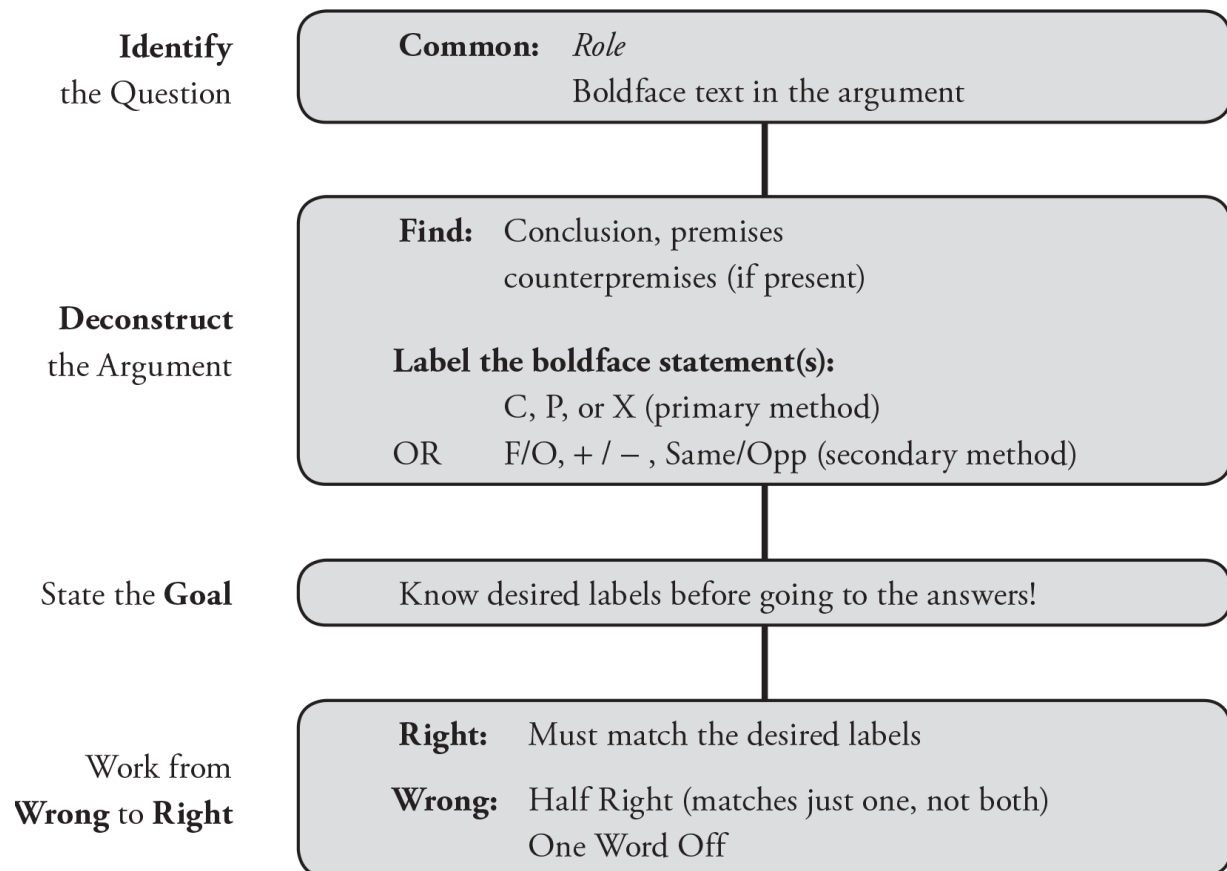 Identify
the Question
Common: Role
Boldface text in the argument
Deconstruct
the Argument
Find: Conclusion, premises
counterpremises (if present)
Label the boldface statement(s):
C, P, or X (primary method)
OR F/O, + / − , Same/Opp (secondary method)
State the Goal
Know desired labels before going to the answers!
Work from
Wrong to Right
Right: Must match the desired labels
Wrong: Half Right (matches just one, not both)
One Word Off